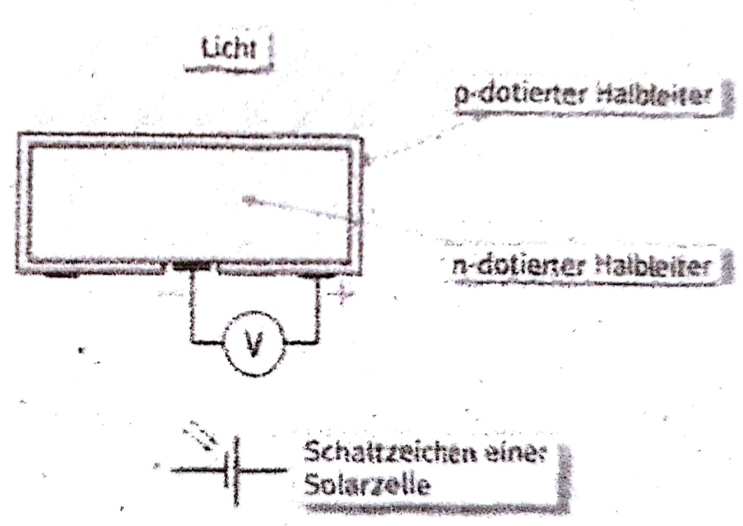 Licht
p-dotierter Halbleiter
n-dotierter Halbleiter
− +
V
Schaltzeichen einer
Solarzelle